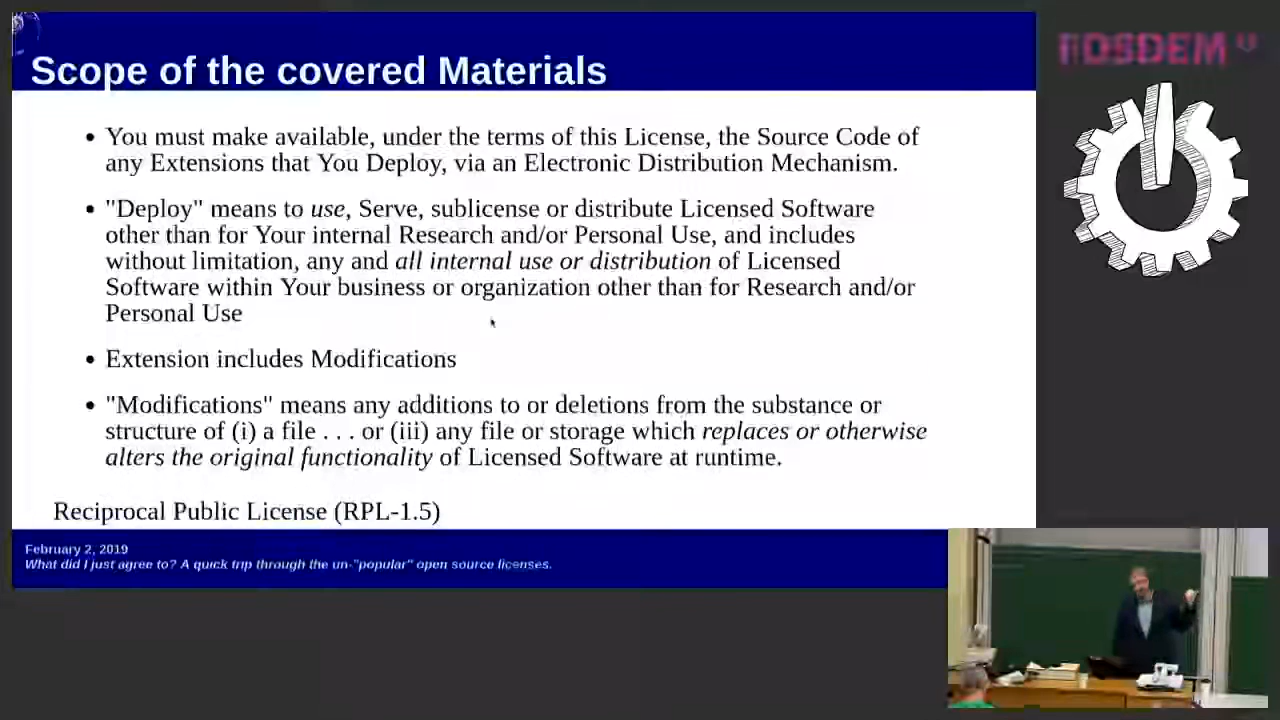 Scope of the covered Materials
FOSDEM
• You must make available, under the terms of this License, the Source Code of
any Extensions that You Deploy, via an Electronic Distribution Mechanism.
• "Deploy" means to use, Serve, sublicense or distribute Licensed Software
other than for Your internal Research and/or Personal Use, and includes
without limitation, any and all internal use or distribution of Licensed
Software within Your business or organization other than for Research and/or
Personal Use
• Extension includes Modifications
• "Modifications" means any additions to or deletions from the substance or
structure of (i) a file . . . or (iii) any file or storage which replaces or otherwise
alters the original functionality of Licensed Software at runtime.
Reciprocal Public License (RPL-1.5)
February 2, 2019
What did I just agree to? A quick trip through the un-"popular" open source licenses.